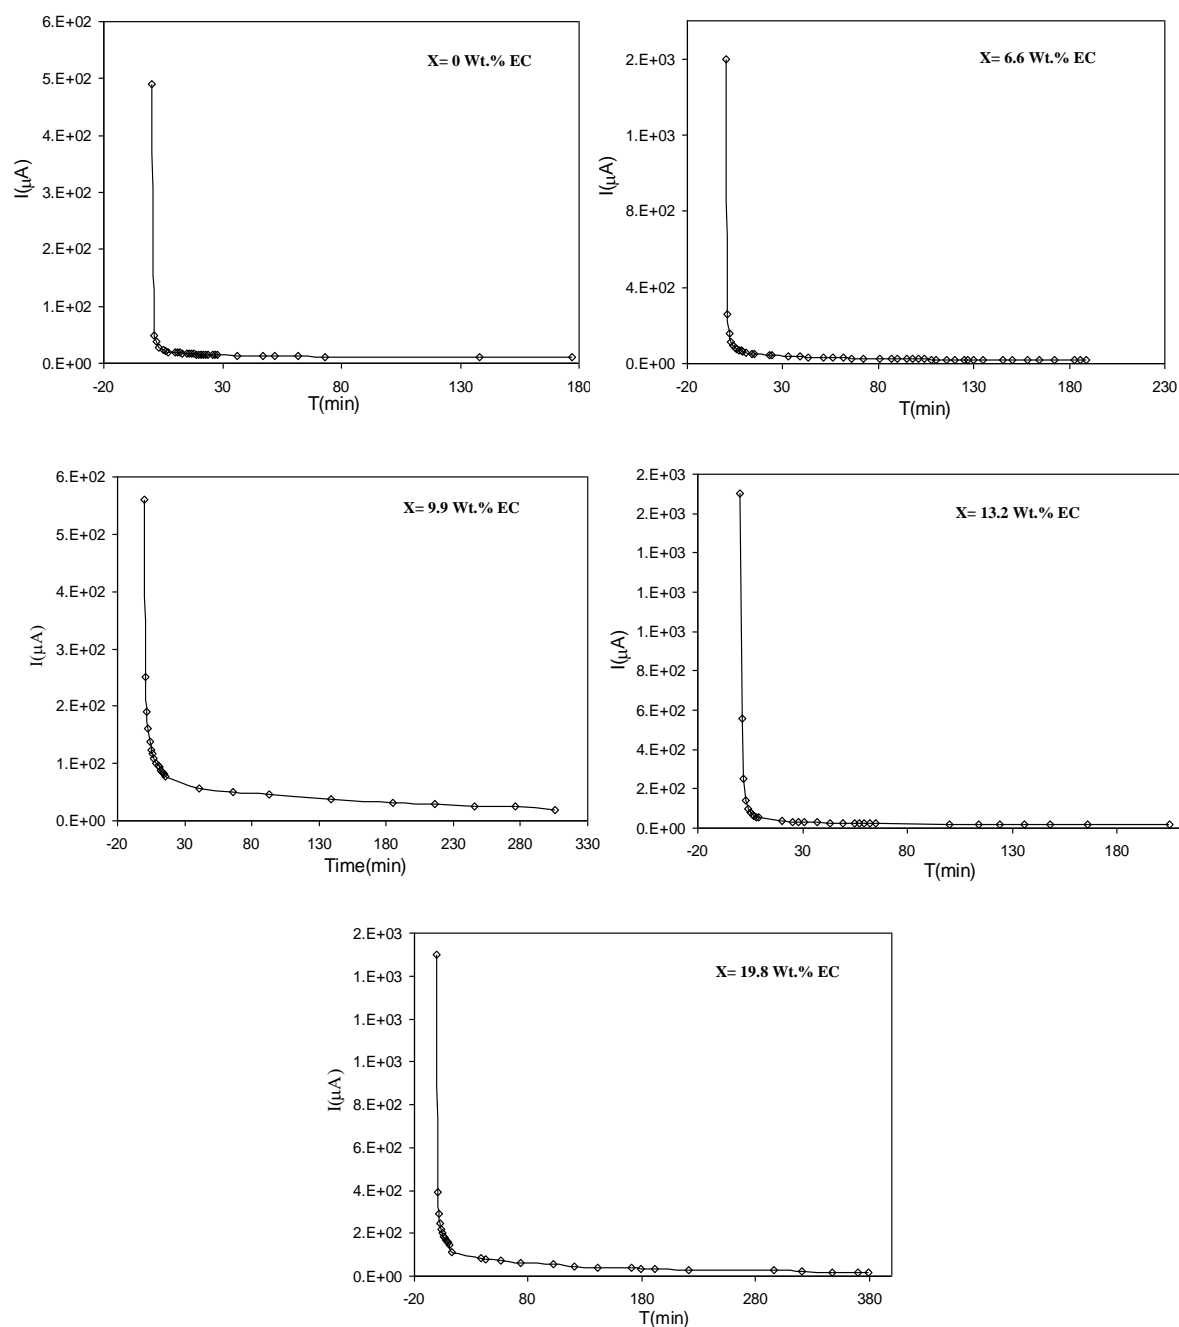 6.E+02
5.E+02
4.E+02
3.E+02
2.E+02
1.E+02
0.E+00
-20 30 80 130 180
T(min)
I(µA)
X= 0 Wt.% EC
2.E+03
1.E+03
8.E+02
4.E+02
0.E+00
-20 30 80 130 180 230
T(min)
I(µA)
X= 6.6 Wt.% EC
6.E+02
5.E+02
4.E+02
3.E+02
2.E+02
1.E+02
0.E+00
-20 30 80 130 180 230 280 330
Time(min)
I(µA)
X= 9.9 Wt.% EC
2.E+03
2.E+03
1.E+03
1.E+03
1.E+03
8.E+02
6.E+02
4.E+02
2.E+02
0.E+00
-20 30 80 130 180
T(min)
I(µA)
X= 13.2 Wt.% EC
2.E+03
1.E+03
1.E+03
1.E+03
8.E+02
6.E+02
4.E+02
2.E+02
0.E+00
-20 80 180 280 380
T(min)
I(µA)
X= 19.8 Wt.% EC